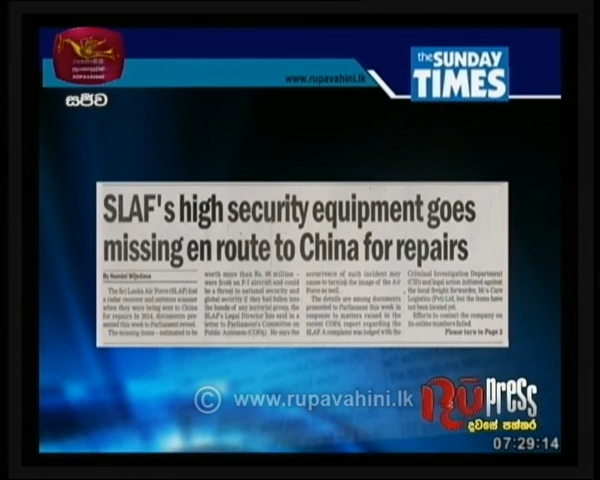 RUPAVAHINI
සජීව
www.rupavahini.lk
the SUNDAY
TIMES
SLAF's high security equipment goes
missing en route to China for repairs
By Namini Wijedasa
The Sri Lanka Air Force (SLAF) lost
a radar receiver and antenna scanner
when they were being sent to China
for repairs in 2014, documents pre-
sented this week to Parliament reveal.
The missing items – estimated to be
worth more than Rs. 96 million –
were from an F-7 aircraft and could
be a threat to national security and
global security if they had fallen into
the hands of any terrorist group, the
SLAF's Legal Director has said in a
letter to Parliament's Committee on
Public Accounts (COPA). He says the
occurrence of such incident may
cause to tarnish the image of the Air
Force as well.
The details are among documents
presented to Parliament this week in
response to matters raised in the
recent COPA report regarding the
SLAF. A complaint was lodged with the
Criminal Investigation Department
(CID) and legal action initiated against
the local freight forwarder, M/s Care
Logistics (Pvt) Ltd, but the items have
not been located yet.
Efforts to contact the company on
its online numbers failed.
Please turn to Page 2
© www.rupavahini.lk
රූpress
දවසේ පත්තර
07:29:14